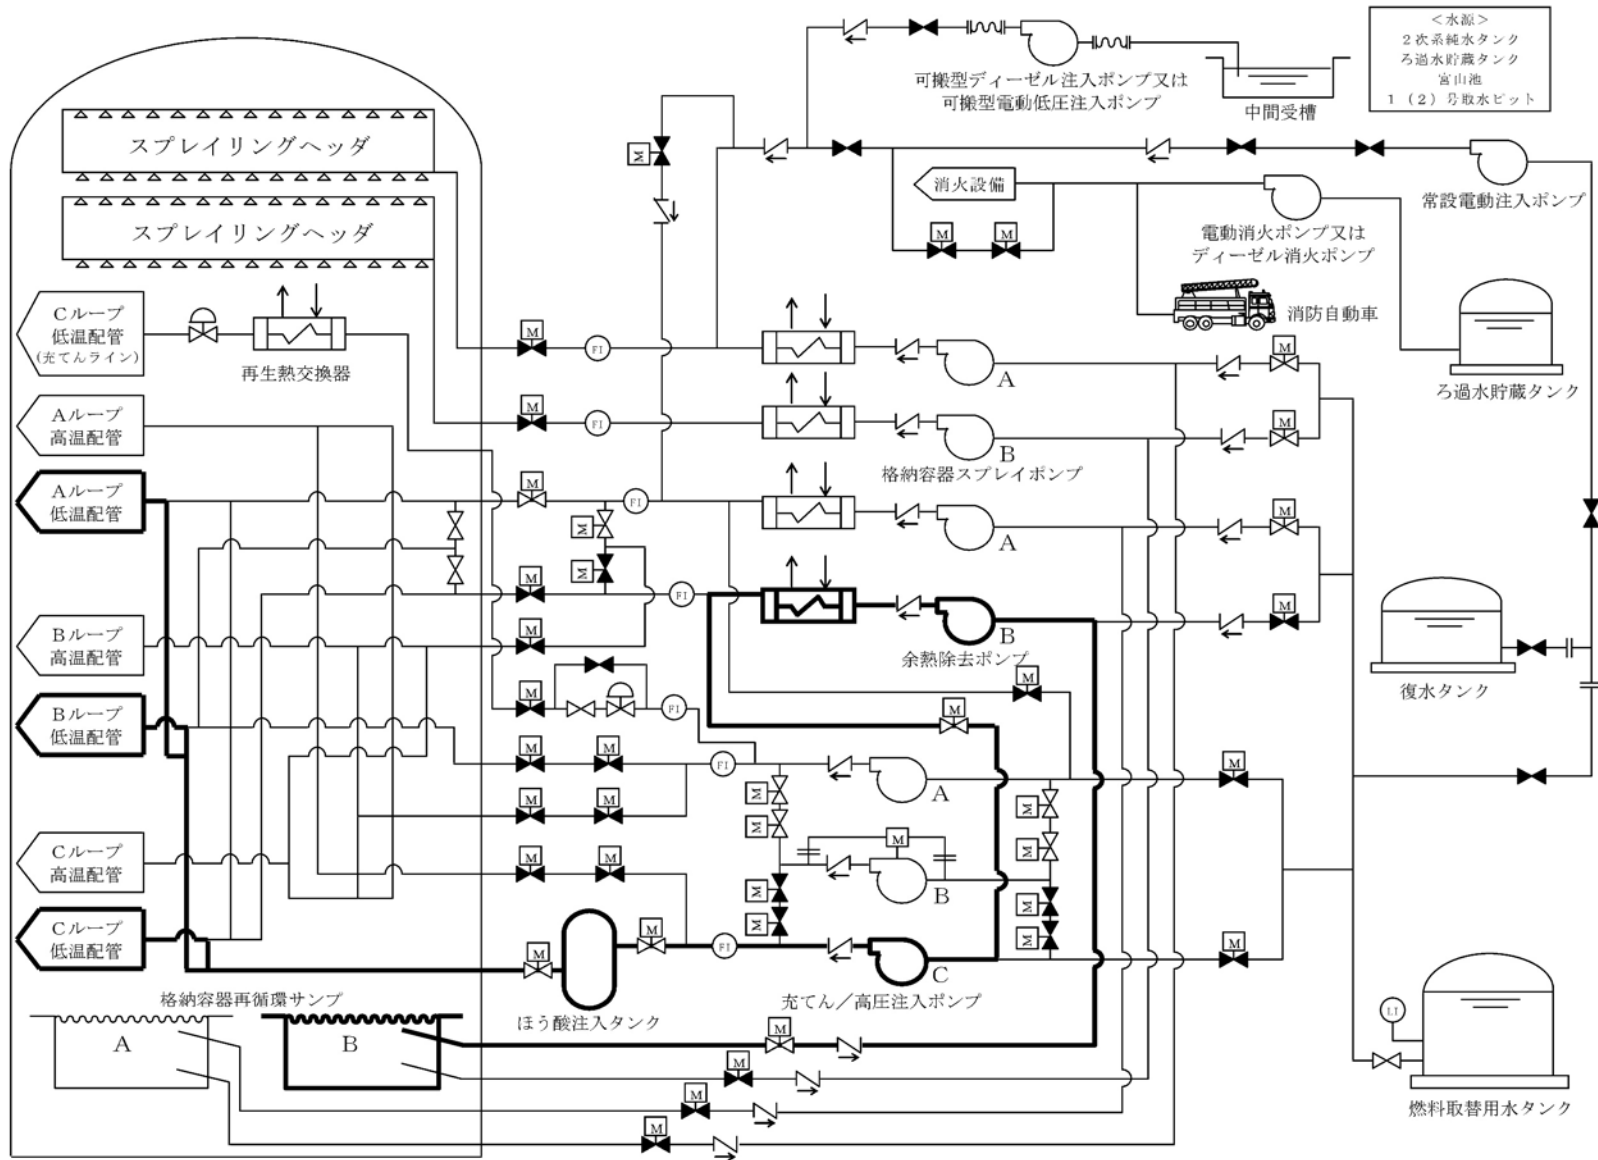 ＜水源＞
２次系純水タンク
ろ過水貯蔵タンク
宮山池
１（２）号取水ピット
可搬型ディーゼル注入ポンプ又は
可搬型電動低圧注入ポンプ
中間受槽
スプレイリングヘッダ
スプレイリングヘッダ
M
消火設備
常設電動注入ポンプ
M
M
電動消火ポンプ又は
ディーゼル消火ポンプ
消防自動車
ろ過水貯蔵タンク
Cループ
低温配管
(充てんライン)
再生熱交換器
M
FI
A
M
Aループ
高温配管
M
FI
B
M
格納容器スプレイポンプ
Aループ
低温配管
M
FI
M
A
M
M
M
FI
B
M
余熱除去ポンプ
Bループ
高温配管
M
復水タンク
M
FI
M
Bループ
低温配管
M
M
M
FI
A
M
M
M
M
M
M
M
M
Cループ
高温配管
M
M
M
B
M
M
M
M
Cループ
低温配管
M
M
FI
C
M
充てん／高圧注入ポンプ
ほう酸注入タンク
格納容器再循環サンプ
A
B
M
M
M
M
LI
燃料取替用水タンク